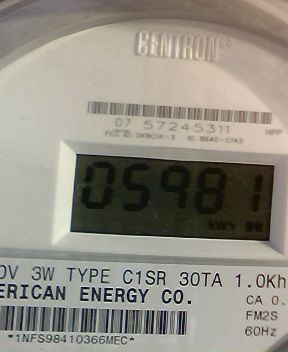 CENTRON®
07 57245311
HPP
05981
kWh
0V 3W TYPE C1SR 30TA 1.0Kh
ERICAN ENERGY CO.
CA 0.
FM2S
60Hz
*1NFS98410366MEC*